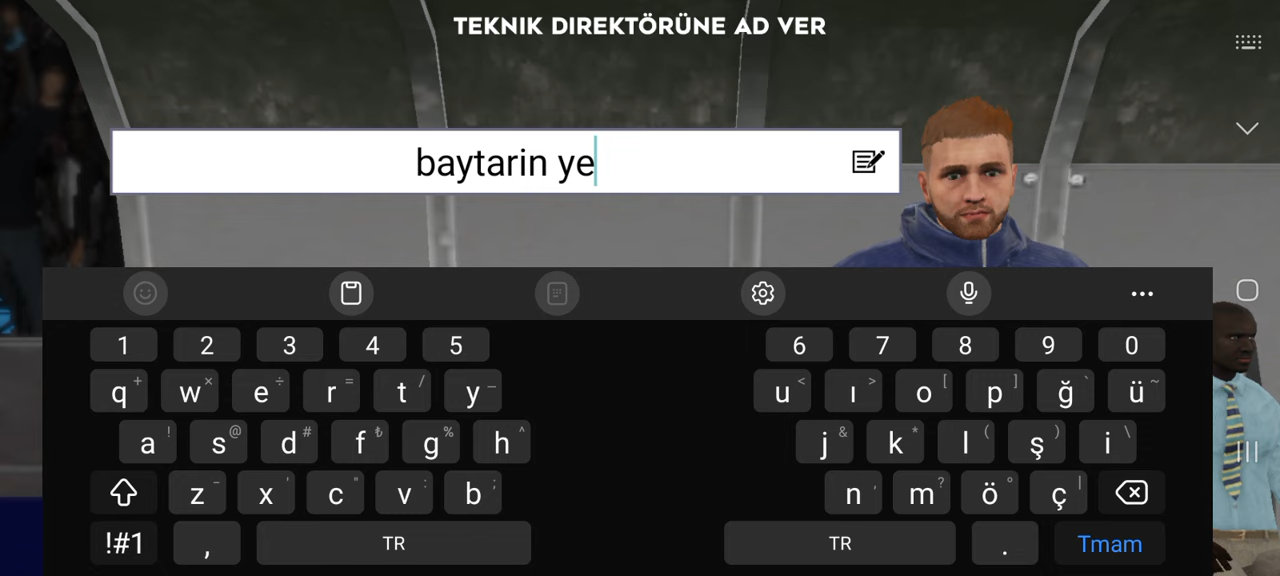 TEKNIK DIREKTÖRÜNE AD VER
baytarin ye
1 2 3 4 5 6 7 8 9 0
q + w × e ÷ r = t / y _ u < ı > o [ p ] ğ ` ü ~
a ! s @ d # f ₺ g % h ^ j & k * l ( ş ) i \
z - x ' c " v : b ; n , m ? ö ° ç |
!#1 , TR TR . Tmam